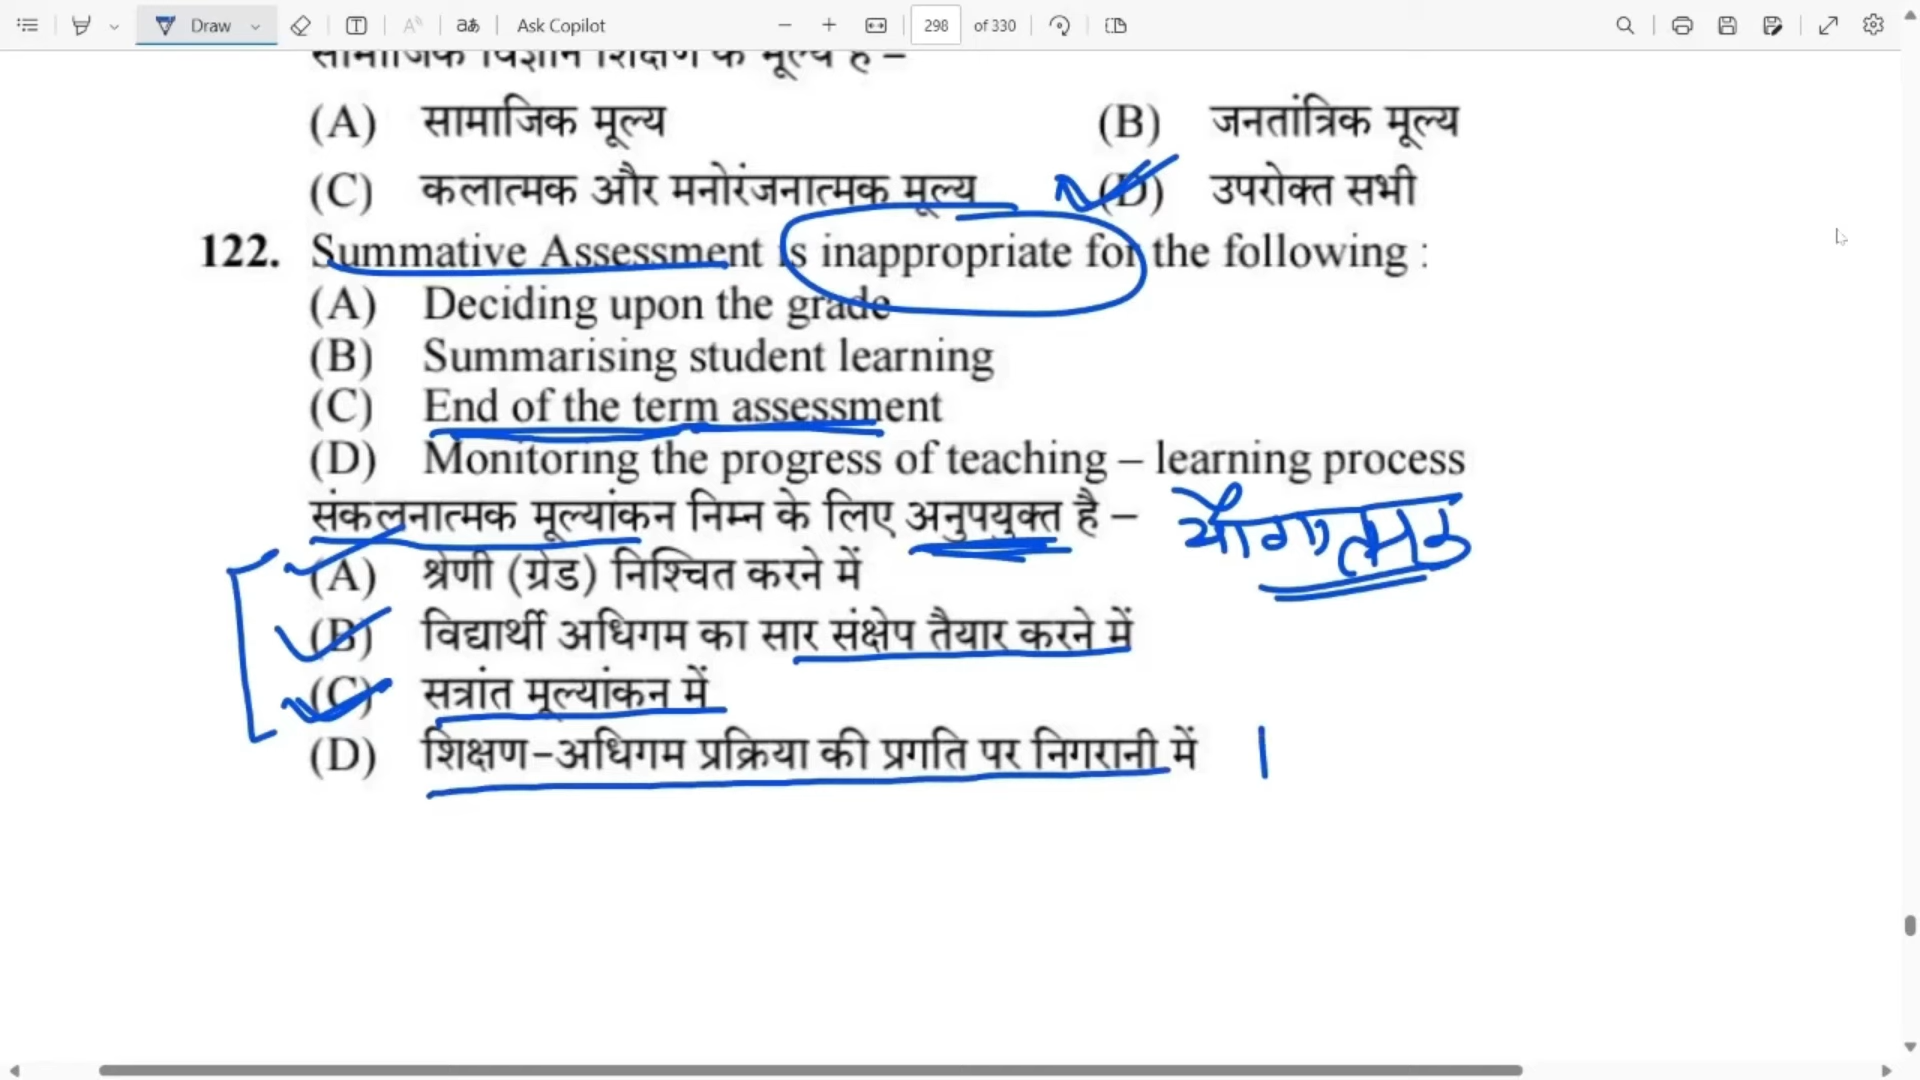 Draw
Ask Copilot
298 of 330
सामाजिक विज्ञान शिक्षण के मूल्य हैं –
(A) सामाजिक मूल्य (B) जनतांत्रिक मूल्य
(C) कलात्मक और मनोरंजनात्मक मूल्य (D) उपरोक्त सभी
122. Summative Assessment is inappropriate for the following :
(A) Deciding upon the grade
(B) Summarising student learning
(C) End of the term assessment
(D) Monitoring the progress of teaching – learning process
संकलनात्मक मूल्यांकन निम्न के लिए अनुपयुक्त है – योगात्मक
(A) श्रेणी (ग्रेड) निश्चित करने में
(B) विद्यार्थी अधिगम का सार संक्षेप तैयार करने में
(C) सत्रांत मूल्यांकन में
(D) शिक्षण-अधिगम प्रक्रिया की प्रगति पर निगरानी में